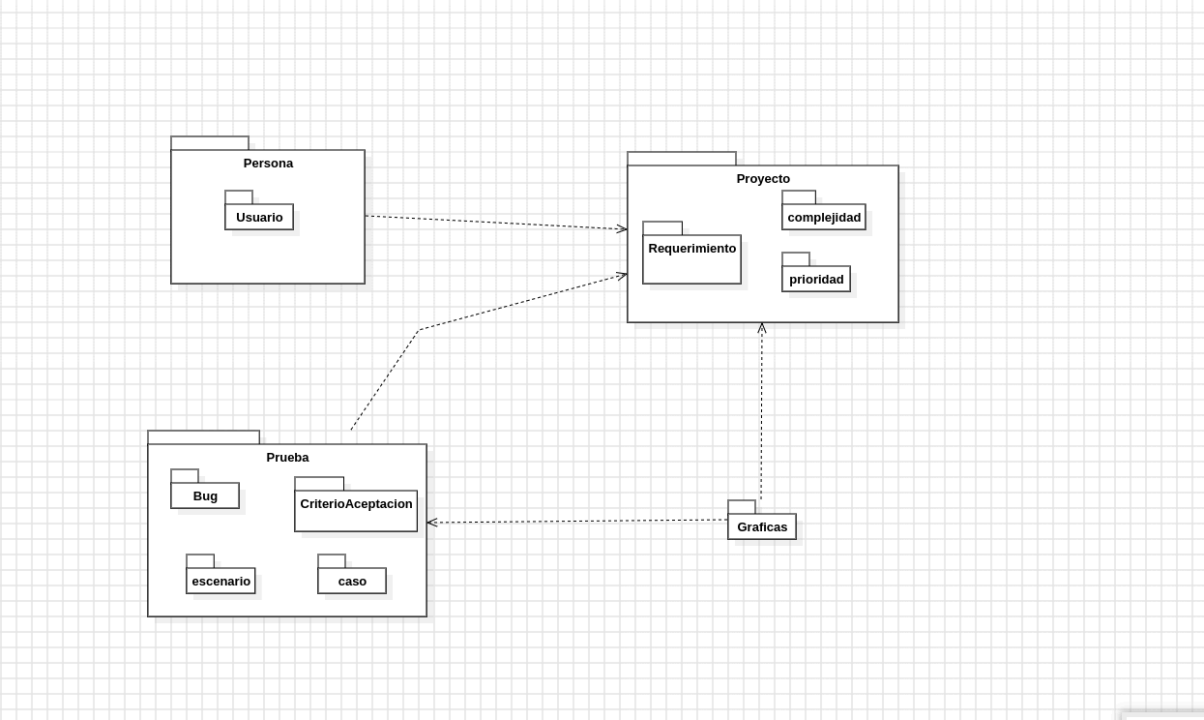 Persona
Usuario
Proyecto
complejidad
Requerimiento
prioridad
Prueba
Bug
CriterioAceptacion
escenario
caso
Graficas